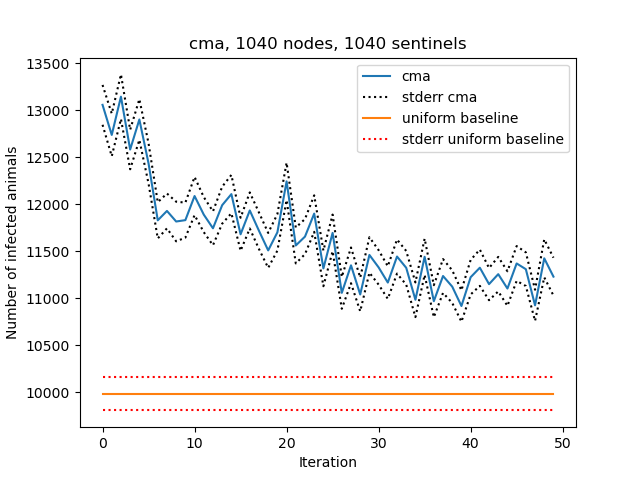 cma, 1040 nodes, 1040 sentinels
cma
stderr cma
uniform baseline
stderr uniform baseline
Number of infected animals
13500
13000
12500
12000
11500
11000
10500
10000
0 10 20 30 40 50
Iteration